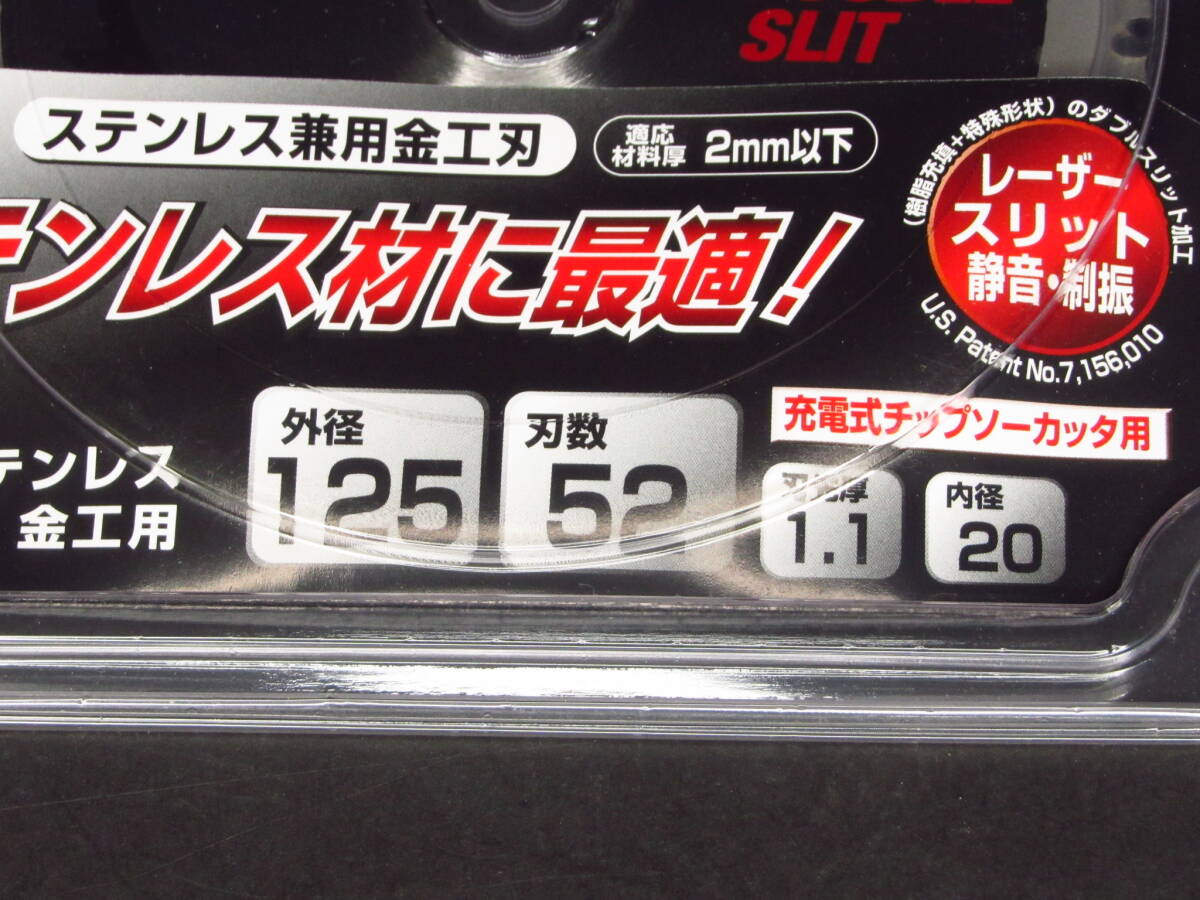 SLIT
ステンレス兼用金工刃
適応
材料厚 2mm以下
(樹脂充填+特殊形状)のダブルスリット加工
レーザー
スリット
静音・制振
U.S. Patent No.7,156,010
テンレス材に最適!
充電式チップソーカッタ用
テンレス
金工用
外径
125
刃数
52
刃先厚
1.1
内径
20